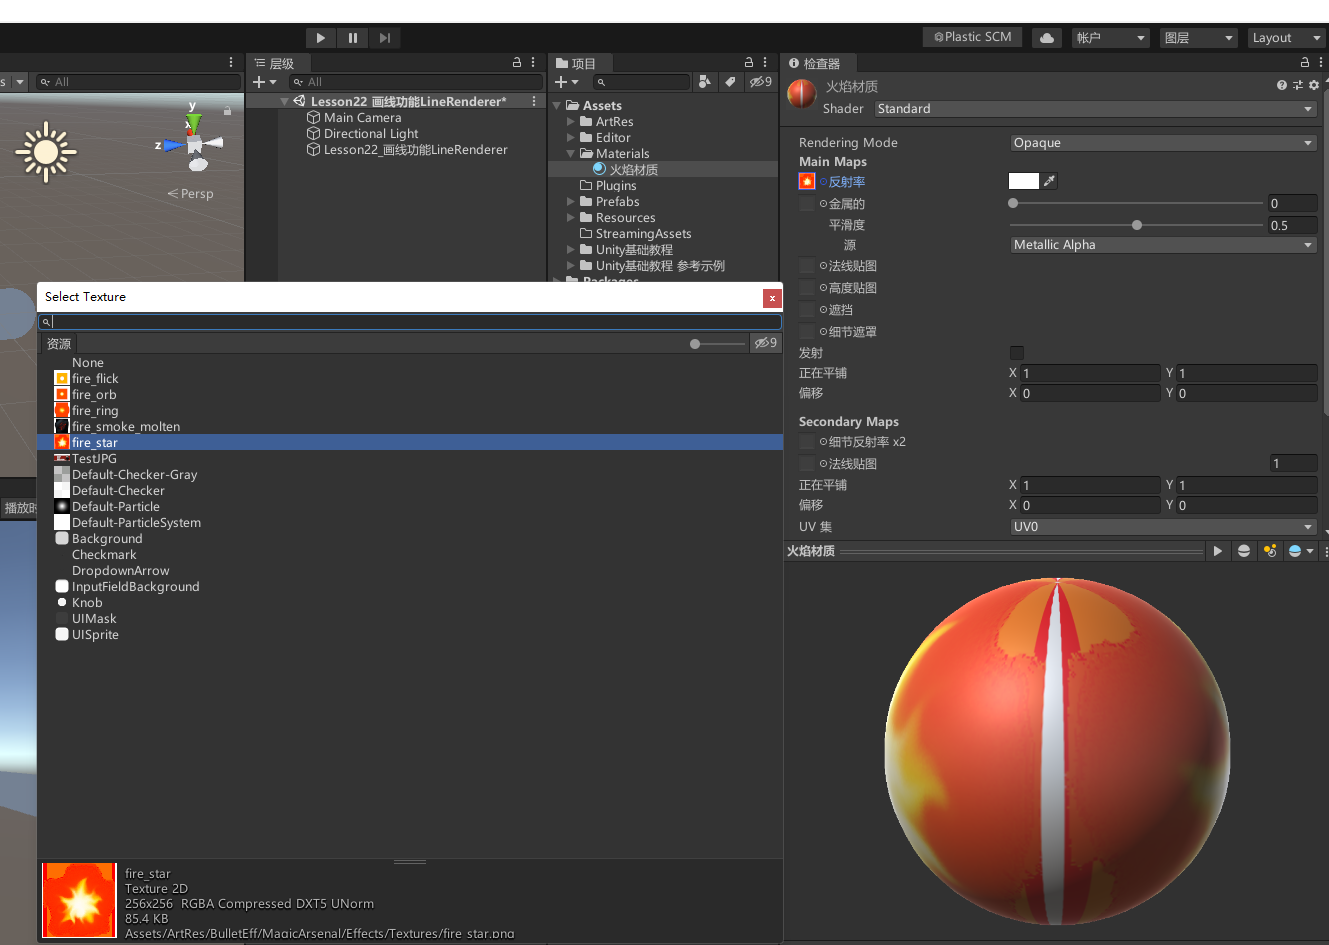 Plastic SCM
帐户
图层
Layout
s
All
层级
All
项目
9
检查器
y
x
z
Persp
Lesson22 画线功能LineRenderer*
Main Camera
Directional Light
Lesson22_画线功能LineRenderer
Assets
ArtRes
Editor
Materials
火焰材质
Plugins
Prefabs
Resources
StreamingAssets
Unity基础教程
Unity基础教程 参考示例
Packages
火焰材质
Shader
Standard
Rendering Mode
Opaque
Main Maps
反射率
金属的
0
平滑度
0.5
源
Metallic Alpha
法线贴图
高度贴图
遮挡
细节遮罩
发射
正在平铺
X 1
Y 1
偏移
X 0
Y 0
Secondary Maps
细节反射率 x2
法线贴图
1
正在平铺
X 1
Y 1
偏移
X 0
Y 0
UV 集
UV0
火焰材质
Select Texture
x
资源
9
None
fire_flick
fire_orb
fire_ring
fire_smoke_molten
fire_star
TestJPG
Default-Checker-Gray
Default-Checker
Default-Particle
Default-ParticleSystem
Background
Checkmark
DropdownArrow
InputFieldBackground
Knob
UIMask
UISprite
播放时
fire_star
Texture 2D
256x256 RGBA Compressed DXT5 UNorm
85.4 KB
Assets/ArtRes/BulletEff/MagicArsenal/Effects/Textures/fire_star.png